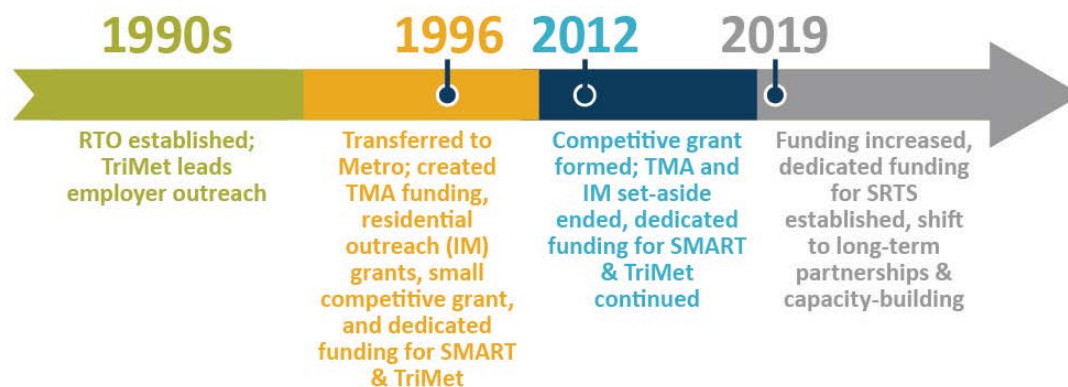 1990s
RTO established;
TriMet leads
employer outreach
1996
Transferred to
Metro; created
TMA funding,
residential
outreach (IM)
grants, small
competitive grant,
and dedicated
funding for SMART
& TriMet
2012
Competitive grant
formed; TMA and
IM set-aside
ended, dedicated
funding for SMART
& TriMet
continued
2019
Funding increased,
dedicated funding
for SRTS
established, shift
to long-term
partnerships &
capacity-building